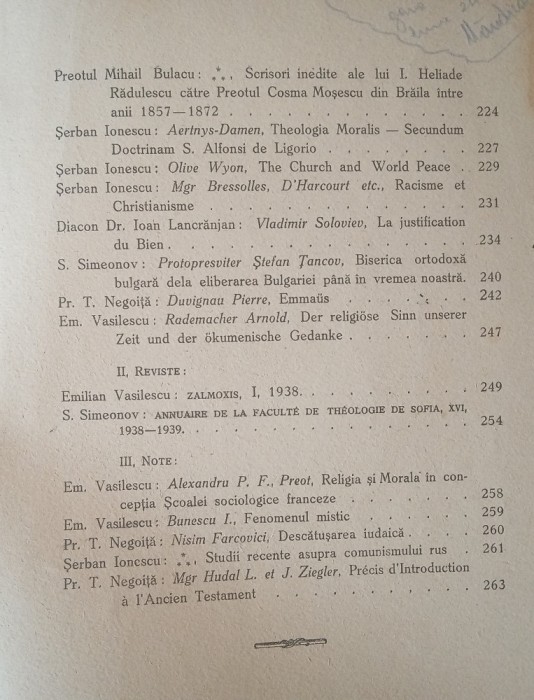 Preotul Mihail Bulacu: ⁂, Scrisori inedite ale lui I. Heliade
Rădulescu către Preotul Cosma Moșescu din Brăila între
anii 1857—1872 . . . . . . . . . . . . 224
Șerban Ionescu: Aertnys-Damen, Theologia Moralis — Secundum
Doctrinam S. Alfonsi de Ligorio . . . . . . . 227
Șerban Ionescu: Olive Wyon, The Church and World Peace . 229
Șerban Ionescu: Mgr Bressolles, D'Harcourt etc., Racisme et
Christianisme . . . . . . . . . . . . . 231
Diacon Dr. Ioan Lancrănjan: Vladimir Soloviev, La justification
du Bien . . . . . . . . . . . . . . . 234
S. Simeonov: Protopresviter Ștefan Țancov, Biserica ortodoxă
bulgară dela eliberarea Bulgariei până în vremea noastră. 240
Pr. T. Negoiță: Duvignau Pierre, Emmaüs . . . . . . 242
Em. Vasilescu: Rademacher Arnold, Der religiöse Sinn unserer
Zeit und der ökumenische Gedanke . . . . . . 247
II, REVISTE:
Emilian Vasilescu: ZALMOXIS, I, 1938. . . . . . . . . 249
S. Simeonov: ANNUAIRE DE LA FACULTÉ DE THÉOLOGIE DE SOFIA, XVI,
1938—1939. . . . . . . . . . . . . . 254
III, NOTE:
Em. Vasilescu: Alexandru P. F., Preot, Religia și Morala în con-
cepția Școalei sociologice franceze . . . . . . 258
Em. Vasilescu: Bunescu I., Fenomenul mistic . . . . . 259
Pr. T. Negoiță: Nisim Farcovici, Descătușarea iudaică . . . . 260
Șerban Ionescu: ⁂, Studii recente asupra comunismului rus . 261
Pr. T. Negoiță: Mgr Hudal L. et J. Ziegler, Précis d'Introduction
à l'Ancien Testament . . . . . . . . . . 263